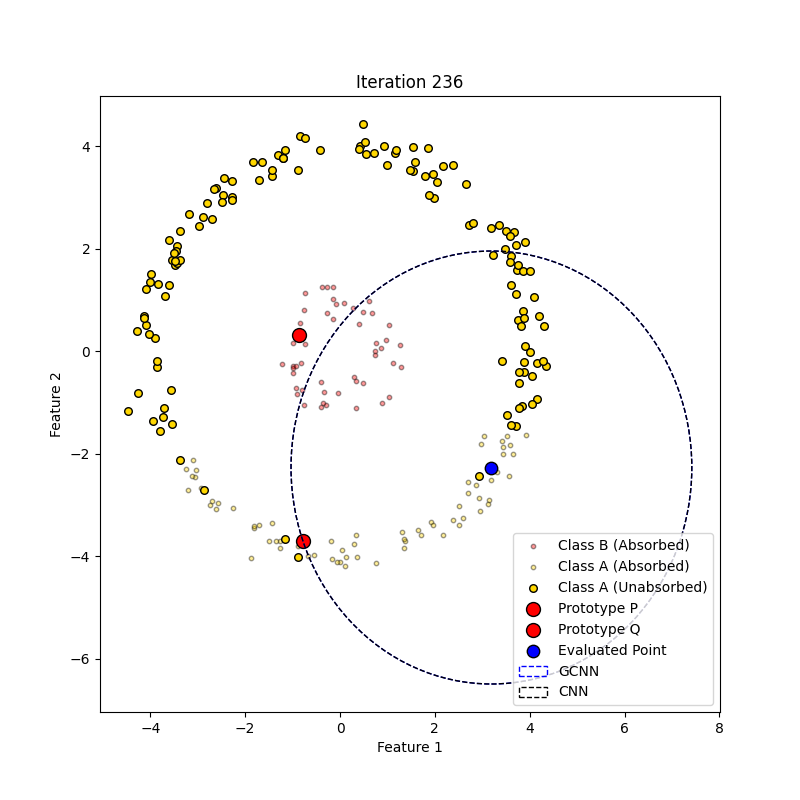 Iteration 236
Feature 2
4
2
0
−2
−4
−6
Class B (Absorbed)
Class A (Absorbed)
Class A (Unabsorbed)
Prototype P
Prototype Q
Evaluated Point
GCNN
CNN
−4
−2
0
2
4
6
8
Feature 1